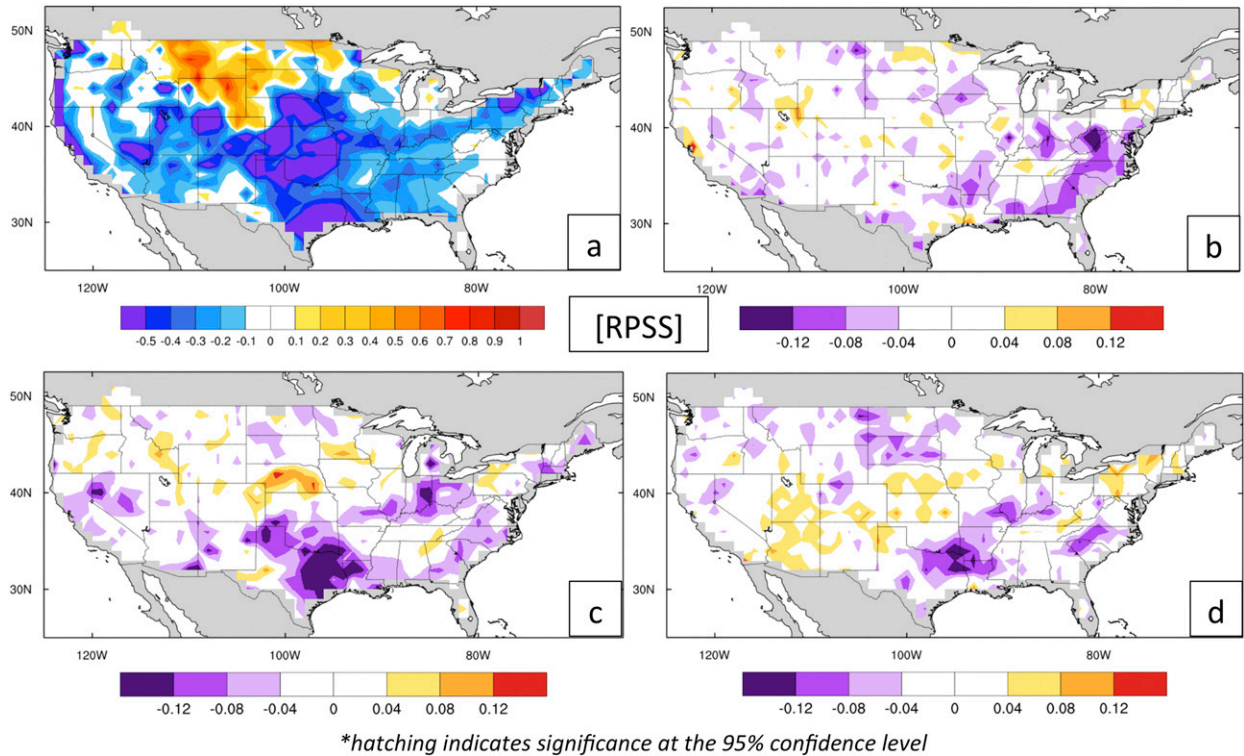 50N
40N
30N
120W 100W 80W
a
-0.5 -0.4 -0.3 -0.2 -0.1 0 0.1 0.2 0.3 0.4 0.5 0.6 0.7 0.8 0.9 1
50N
40N
30N
120W 100W 80W
b
-0.12 -0.08 -0.04 0 0.04 0.08 0.12
[RPSS]
50N
40N
30N
120W 100W 80W
c
-0.12 -0.08 -0.04 0 0.04 0.08 0.12
50N
40N
30N
120W 100W 80W
d
-0.12 -0.08 -0.04 0 0.04 0.08 0.12
*hatching indicates significance at the 95% confidence level